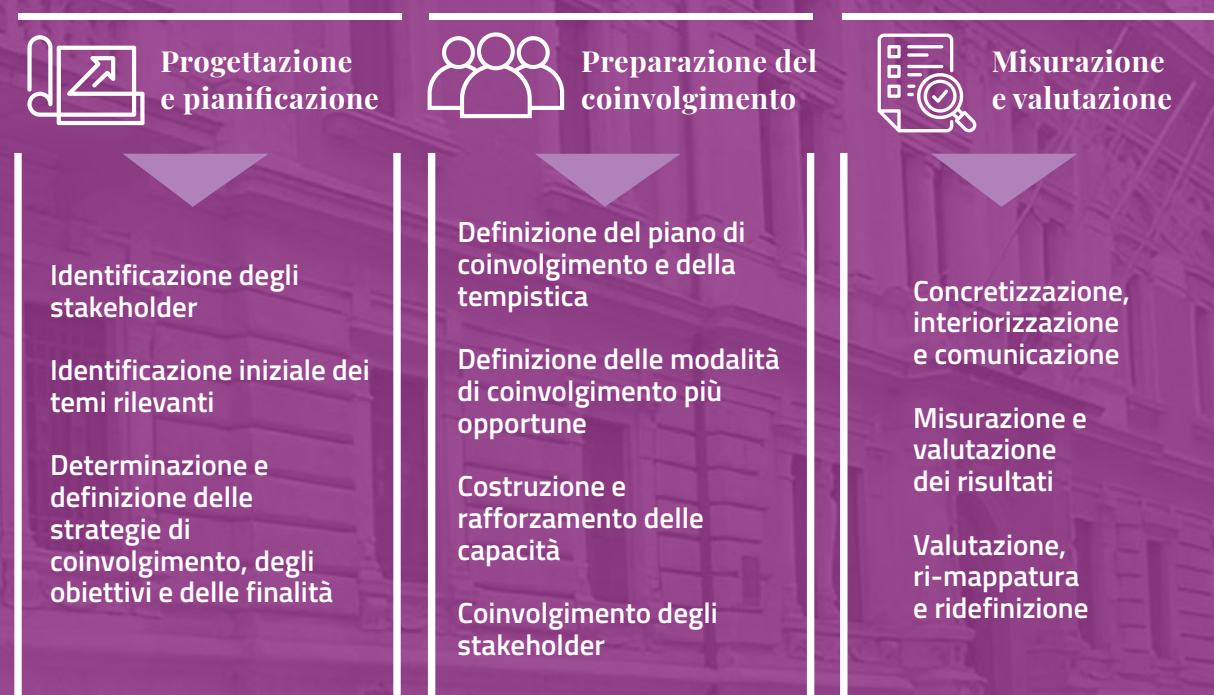 Progettazione
e pianificazione
Identificazione degli
stakeholder
Identificazione iniziale dei
temi rilevanti
Determinazione e
definizione delle
strategie di
coinvolgimento, degli
obiettivi e delle finalità
Preparazione del
coinvolgimento
Definizione del piano di
coinvolgimento e della
tempistica
Definizione delle modalità
di coinvolgimento più
opportune
Costruzione e
rafforzamento delle
capacità
Coinvolgimento degli
stakeholder
Misurazione
e valutazione
Concretizzazione,
interiorizzazione
e comunicazione
Misurazione e
valutazione
dei risultati
Valutazione,
ri-mappatura
e ridefinizione